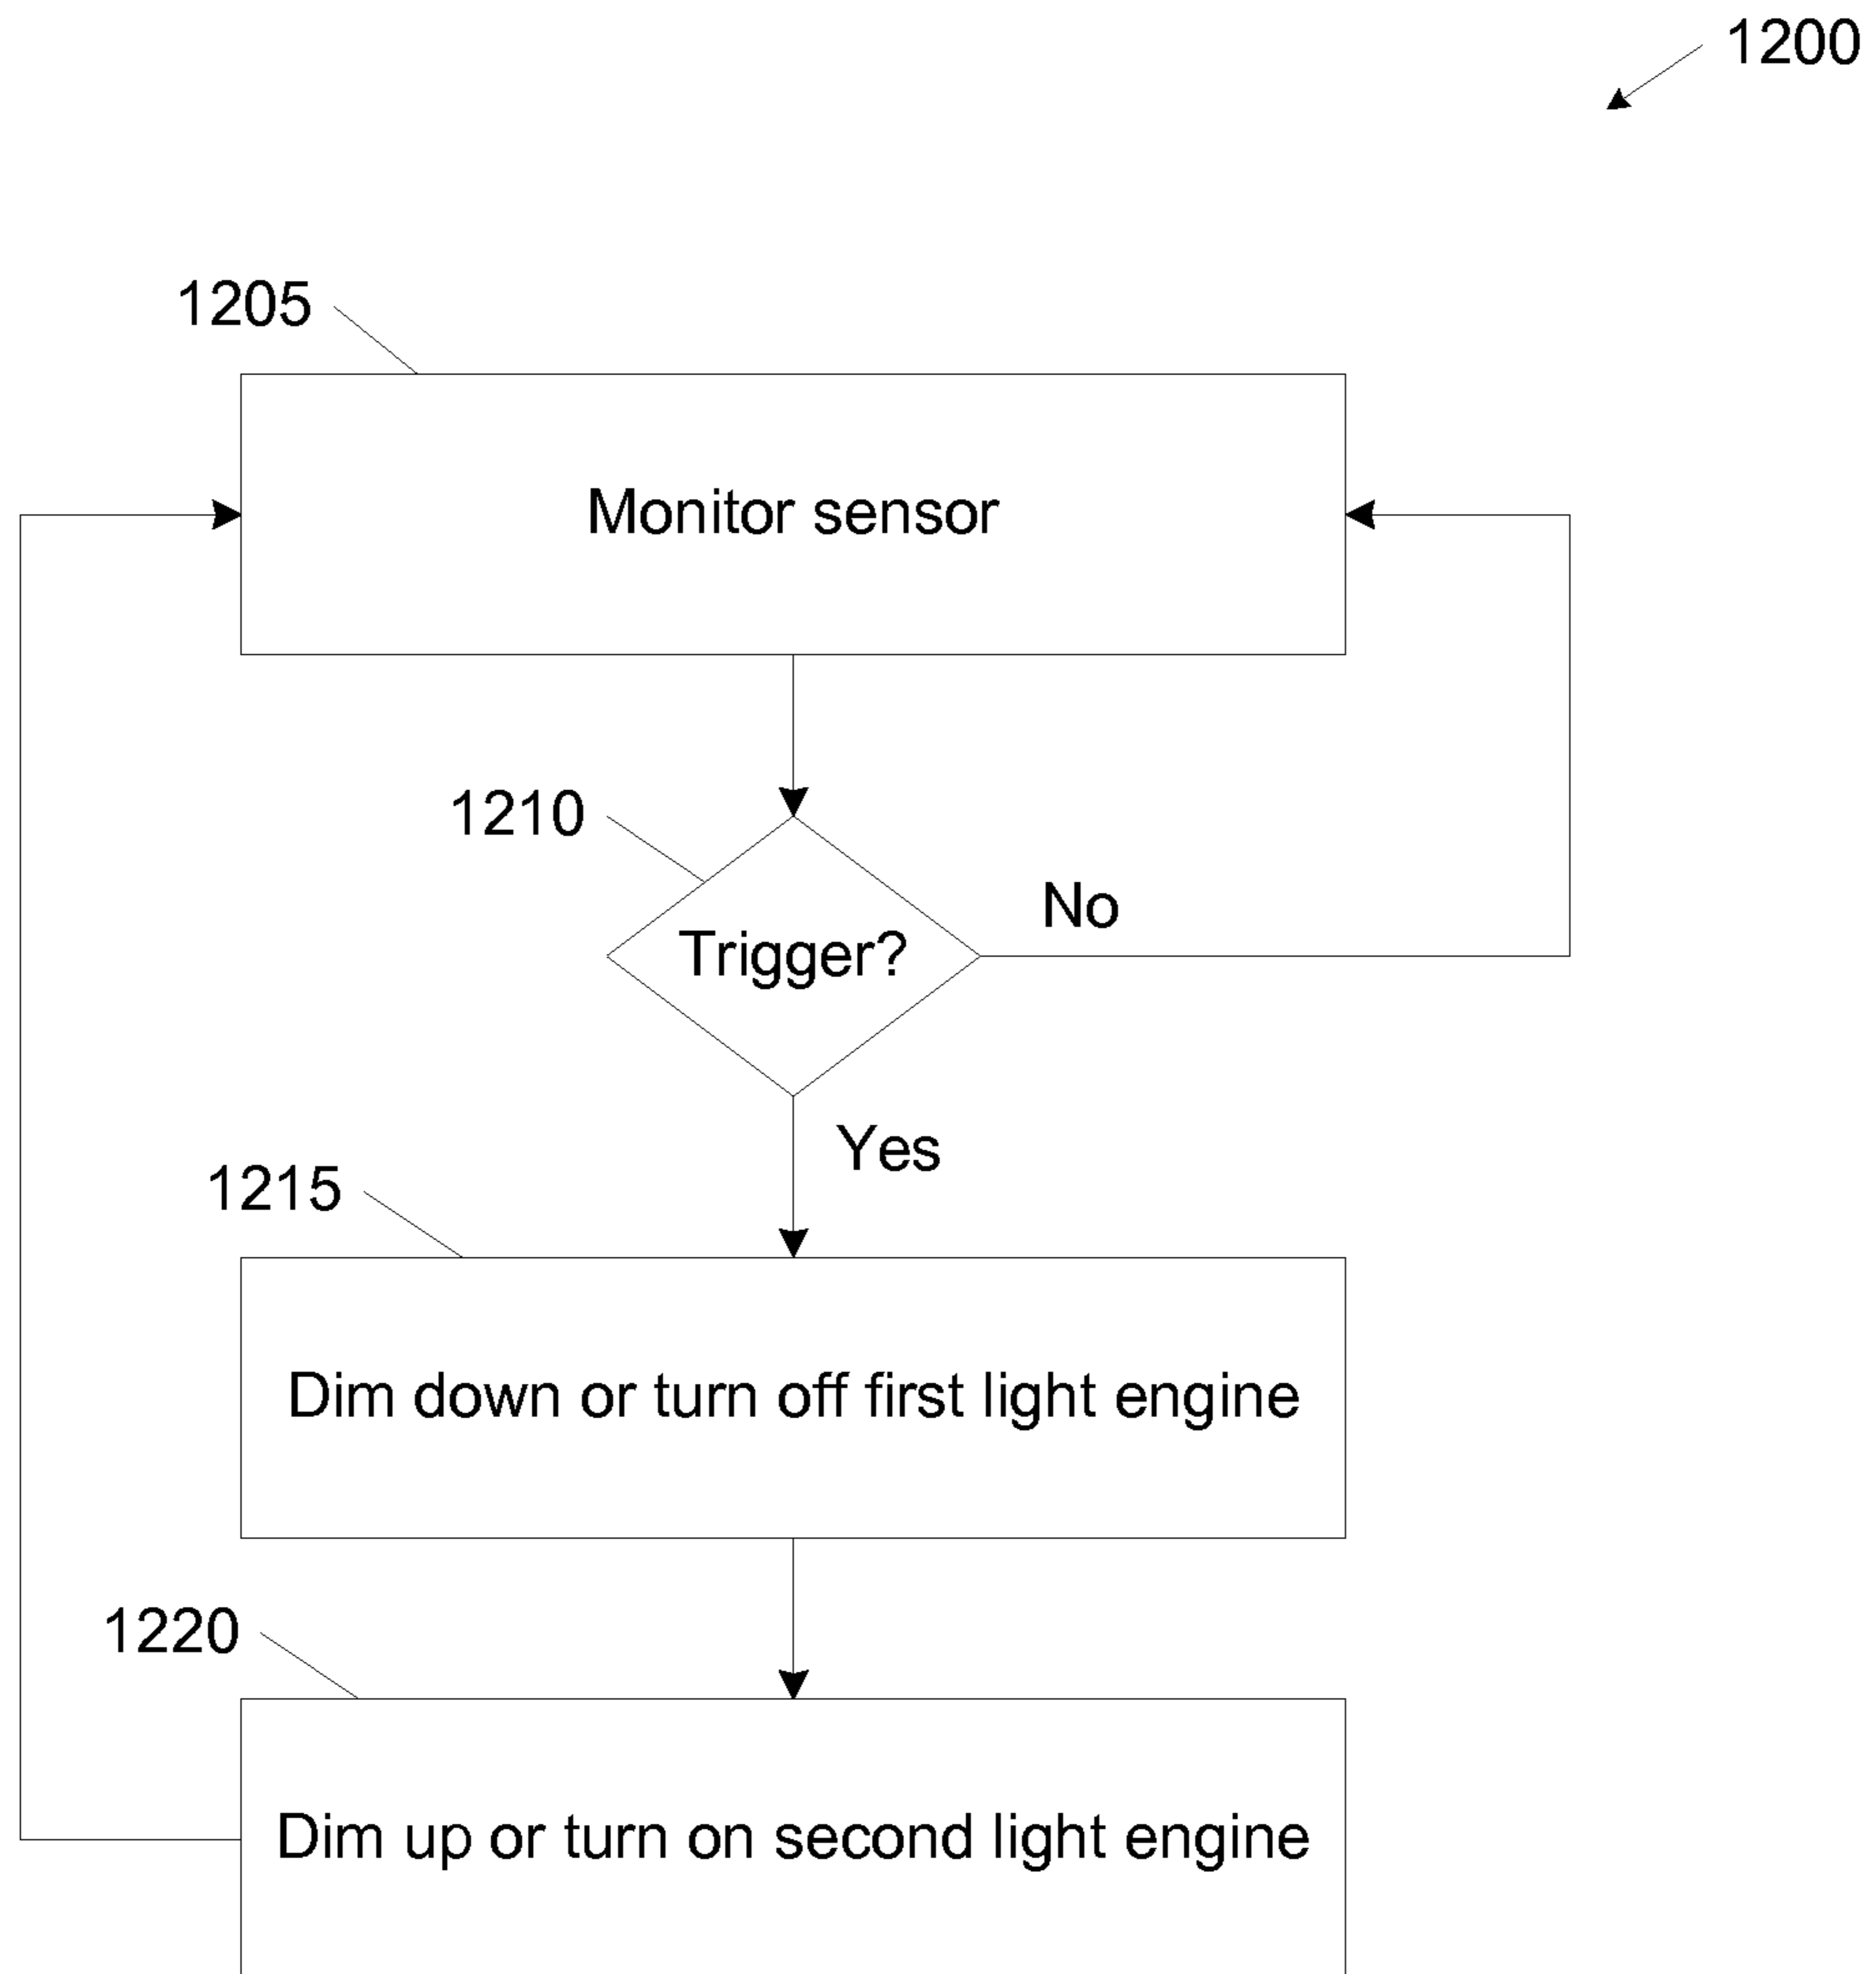 1200
1205
Monitor sensor
1210
Trigger?
No
Yes
1215
Dim down or turn off first light engine
1220
Dim up or turn on second light engine